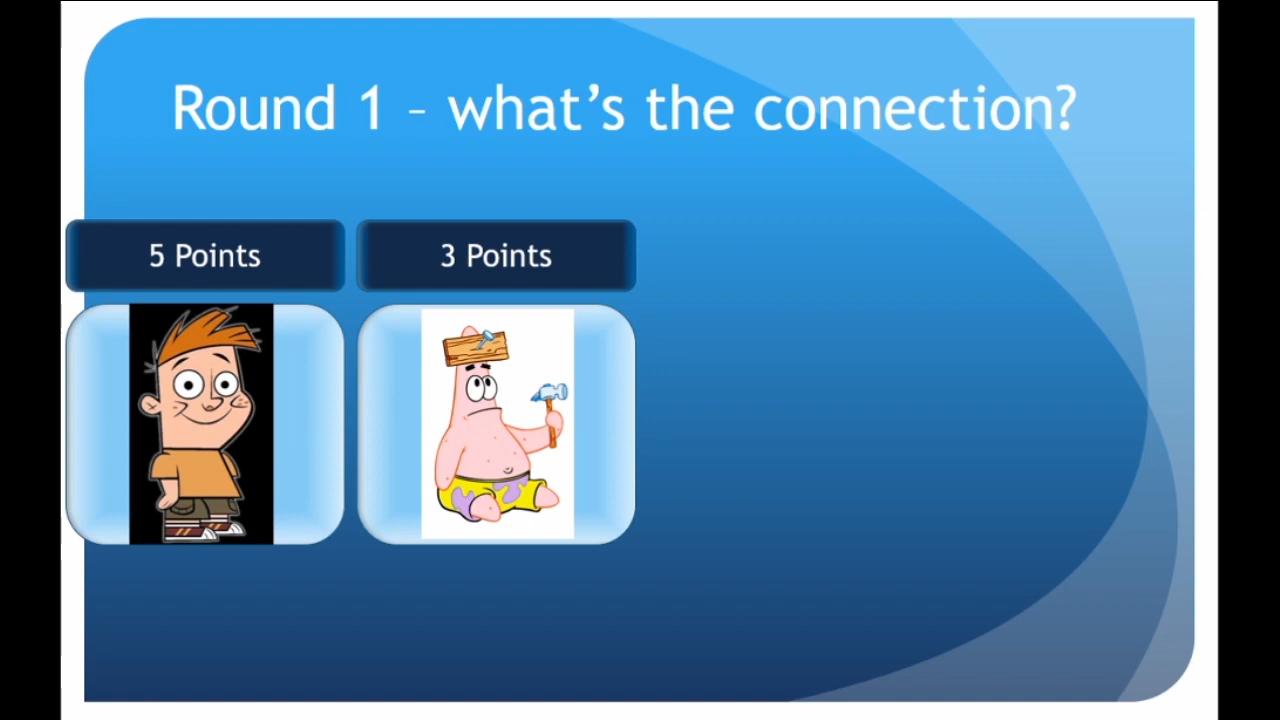 Round 1 – what's the connection?
5 Points
3 Points